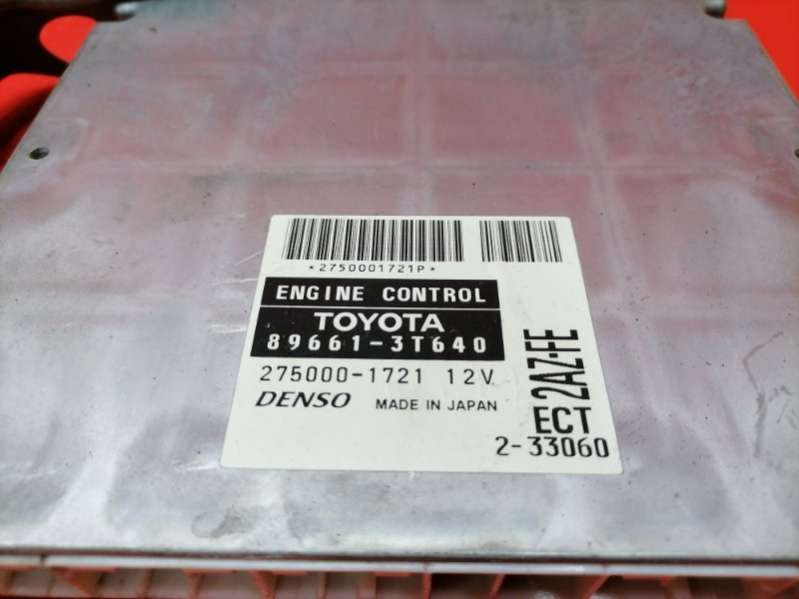 *2750001721P*
ENGINE CONTROL
TOYOTA
89661-3T640
275000-1721 12V
DENSO MADE IN JAPAN
2AZ-FE
ECT
2-33060